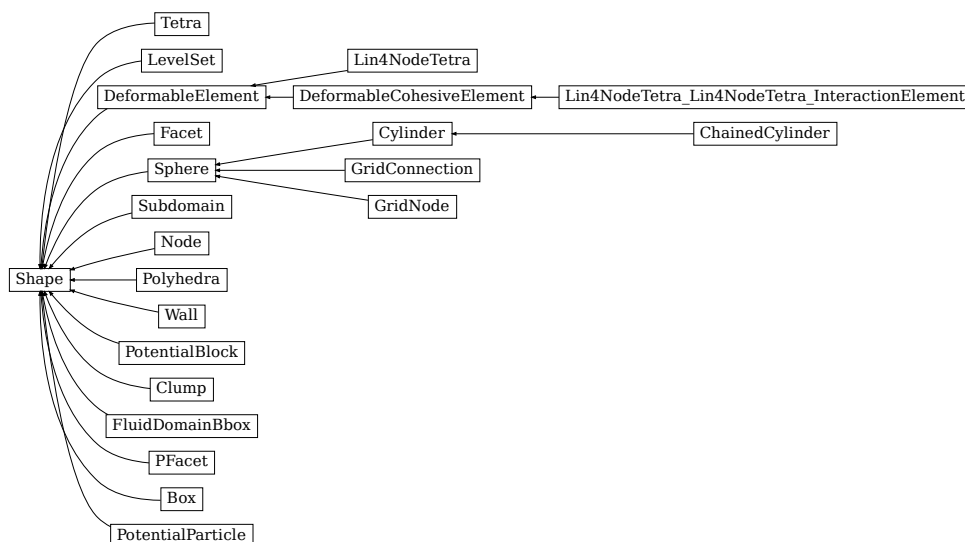 Tetra
LevelSet
Lin4NodeTetra
DeformableElement
DeformableCohesiveElement
Lin4NodeTetra_Lin4NodeTetra_InteractionElement
Facet
Cylinder
ChainedCylinder
Sphere
GridConnection
Subdomain
GridNode
Node
Shape
Polyhedra
Wall
PotentialBlock
Clump
FluidDomainBbox
PFacet
Box
PotentialParticle